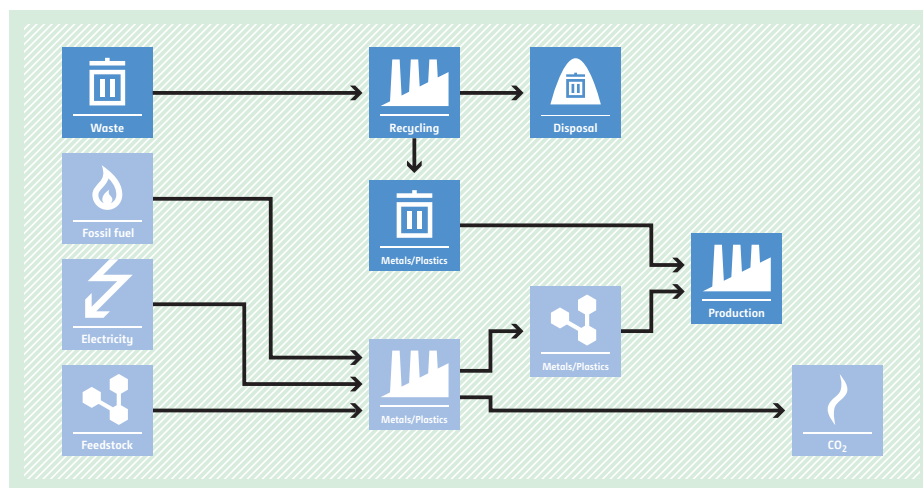 Waste
Recycling
Disposal
Fossil fuel
Metals/Plastics
Production
Electricity
Metals/Plastics
Feedstock
Metals/Plastics
CO₂